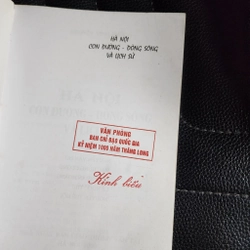 HÀ NỘI
CON ĐƯỜNG - DÒNG SÔNG
VÀ LỊCH SỬ
VĂN PHÒNG
BAN CHỈ ĐẠO QUỐC GIA
KỶ NIỆM 1000 NĂM THĂNG LONG
Kính biếu